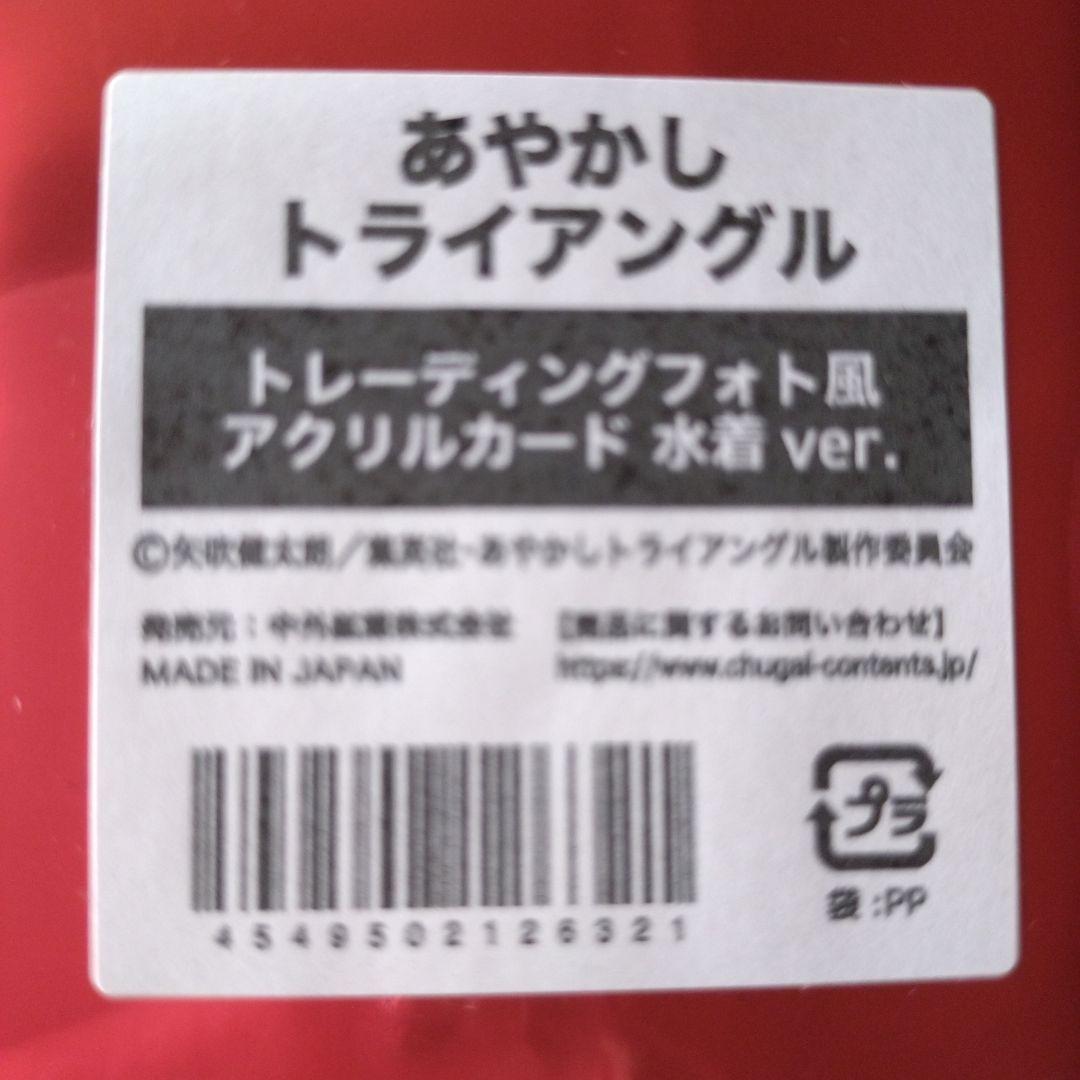 あやかし
トライアングル
トレーディングフォト風
アクリルカード 水着 ver.
©矢吹健太朗／集英社・あやかしトライアングル製作委員会
発売元：中外鉱業株式会社
MADE IN JAPAN
[商品に関するお問い合わせ]
https://www.chugai-contents.jp/
プラ
袋:PP
4549502126321